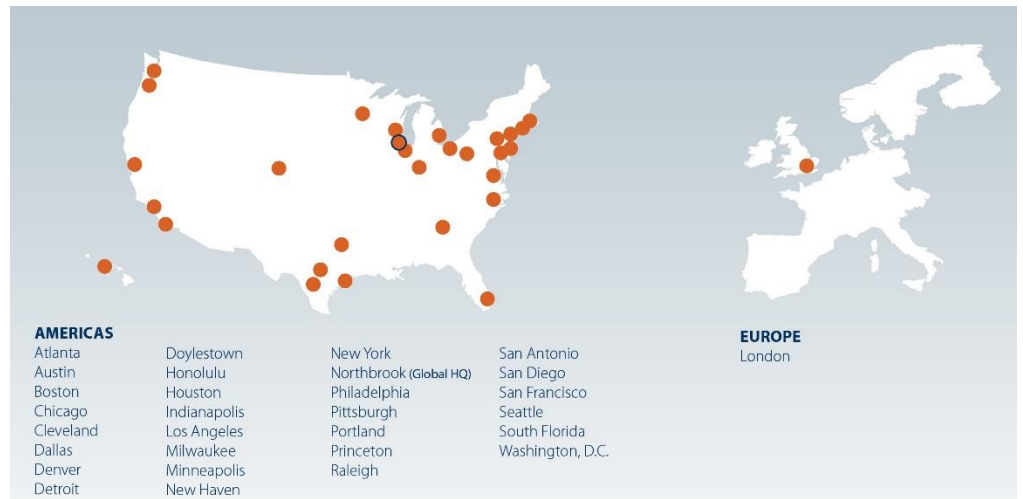 AMERICAS
Atlanta
Austin
Boston
Chicago
Cleveland
Dallas
Denver
Detroit
Doylestown
Honolulu
Houston
Indianapolis
Los Angeles
Milwaukee
Minneapolis
New Haven
New York
Northbrook (Global HQ)
Philadelphia
Pittsburgh
Portland
Princeton
Raleigh
San Antonio
San Diego
San Francisco
Seattle
South Florida
Washington, D.C.
EUROPE
London